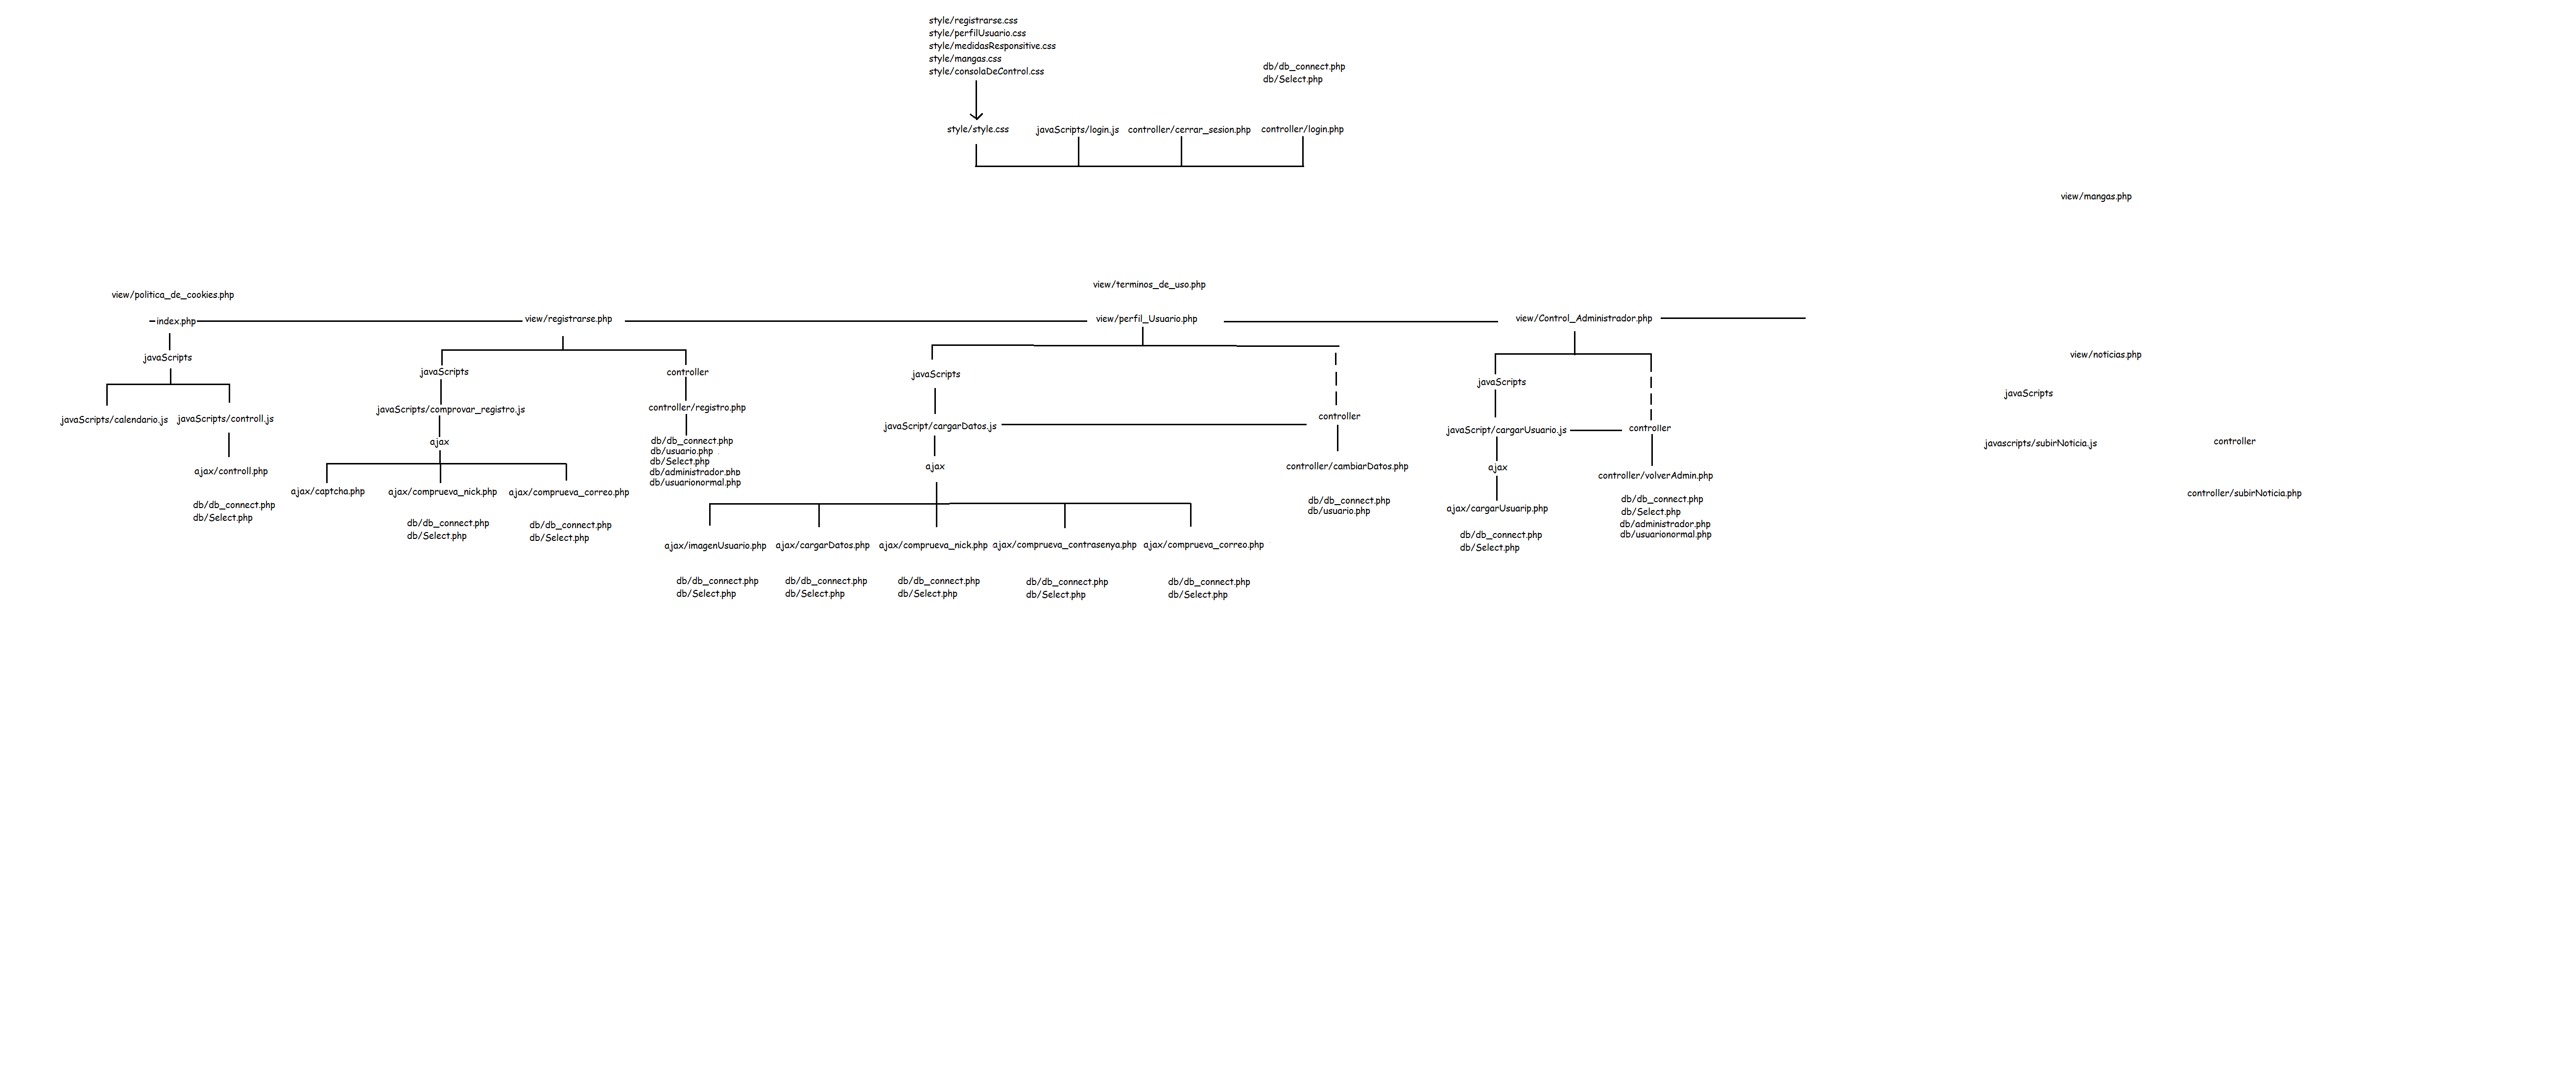 style/registrarse.css
style/perfilUsuario.css
style/medidasResponsitive.css
style/mangas.css
style/consolaDeControl.css
db/db_connect.php
db/Select.php
style/style.css
javaScripts/login.js
controller/cerrar_sesion.php
controller/login.php
view/mangas.php
view/terminos_de_uso.php
view/politica_de_cookies.php
index.php
view/registrarse.php
view/perfil_Usuario.php
view/Control_Administrador.php
view/noticias.php
javaScripts
javaScripts/calendario.js
javaScripts/controll.js
ajax/controll.php
db/db_connect.php
db/Select.php
javaScripts
javaScripts/comprovar_registro.js
ajax
ajax/captcha.php
ajax/comprueva_nick.php
ajax/comprueva_correo.php
db/db_connect.php
db/Select.php
db/db_connect.php
db/Select.php
controller
controller/registro.php
db/db_connect.php
db/usuario.php
db/Select.php
db/administrador.php
db/usuarionormal.php
javaScripts
javaScript/cargarDatos.js
ajax
ajax/imagenUsuario.php
ajax/cargarDatos.php
ajax/comprueva_nick.php
ajax/comprueva_contrasenya.php
ajax/comprueva_correo.php
db/db_connect.php
db/Select.php
db/db_connect.php
db/Select.php
db/db_connect.php
db/Select.php
db/db_connect.php
db/Select.php
db/db_connect.php
db/Select.php
controller
controller/cambiarDatos.php
db/db_connect.php
db/usuario.php
javaScripts
javaScript/cargarUsuario.js
ajax
ajax/cargarUsuarip.php
db/db_connect.php
db/Select.php
controller
controller/volverAdmin.php
db/db_connect.php
db/Select.php
db/administrador.php
db/usuarionormal.php
javaScripts
javascripts/subirNoticia.js
controller
controller/subirNoticia.php